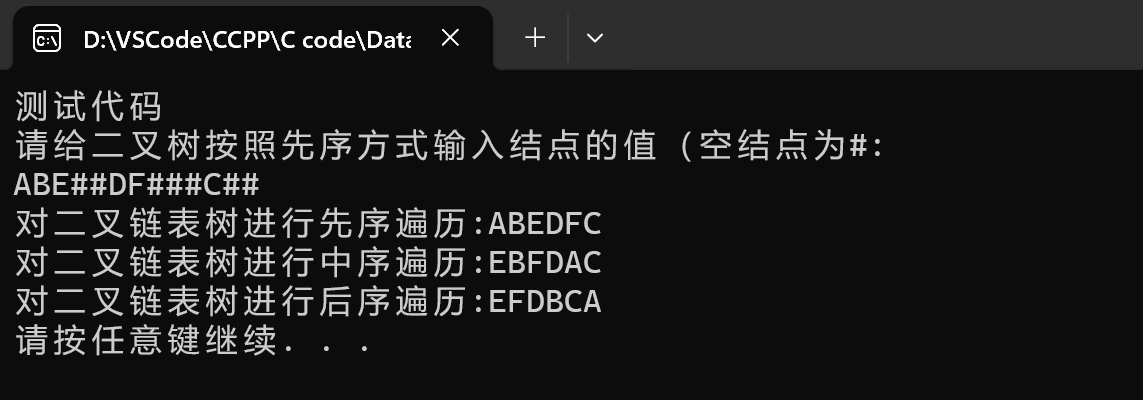 D:\VSCode\CCPP\C code\Data
测试代码
请给二叉树按照先序方式输入结点的值（空结点为#:
ABE##DF###C##
对二叉链表树进行先序遍历:ABEDFC
对二叉链表树进行中序遍历:EBFDAC
对二叉链表树进行后序遍历:EFDBCA
请按任意键继续. . .